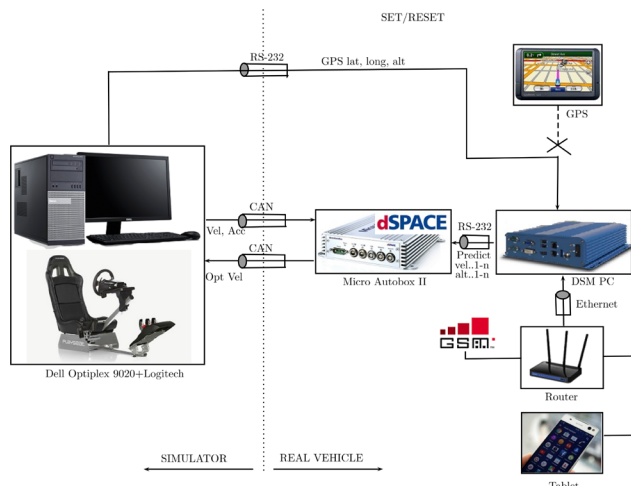 SET/RESET
RS-232
GPS lat, long, alt
GPS
CAN
Vel, Acc
CAN
Opt Vel
dSPACE
Micro Autobox II
RS-232
Predict
vel..1-n
alt..1-n
DSM PC
Ethernet
GSM
Router
Dell Optiplex 9020+Logitech
SIMULATOR
REAL VEHICLE
Tablet